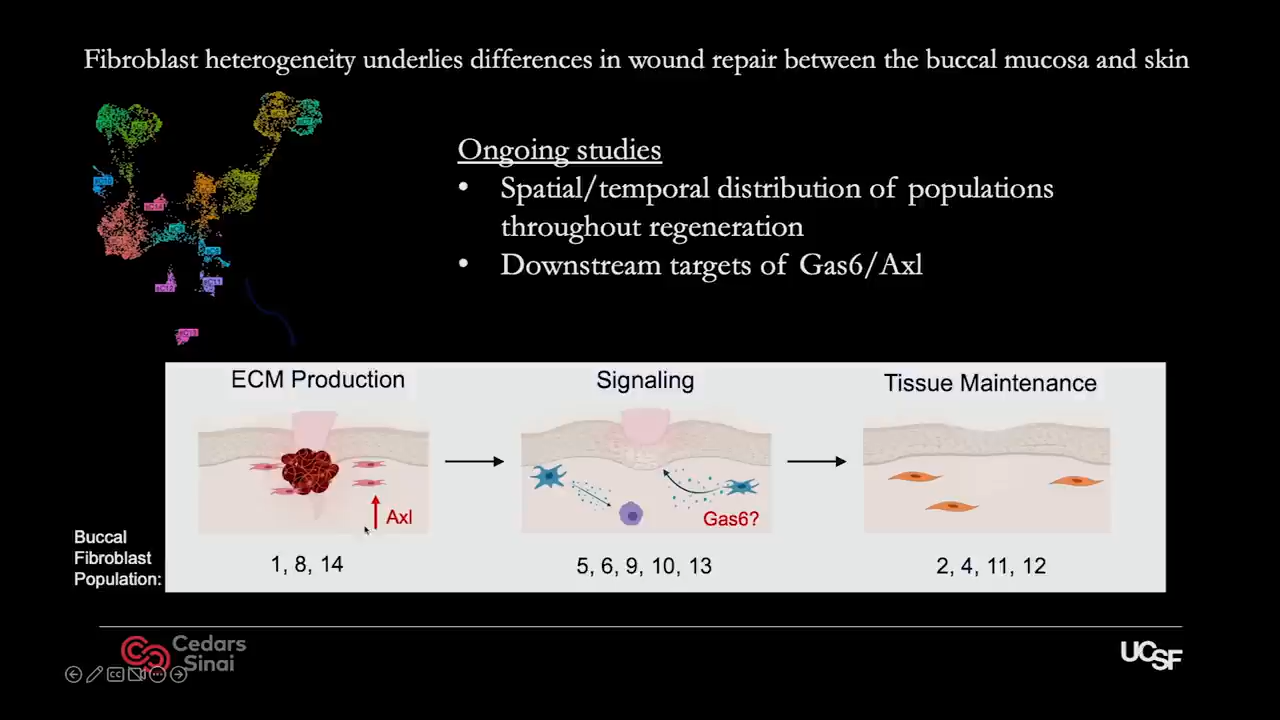 Fibroblast heterogeneity underlies differences in wound repair between the buccal mucosa and skin
Ongoing studies
• Spatial/temporal distribution of populations
throughout regeneration
• Downstream targets of Gas6/Axl
ECM Production
Signaling
Tissue Maintenance
Axl
Gas6?
Buccal
Fibroblast
Population:
1, 8, 14
5, 6, 9, 10, 13
2, 4, 11, 12
Cedars
Sinai
UCSF
CC